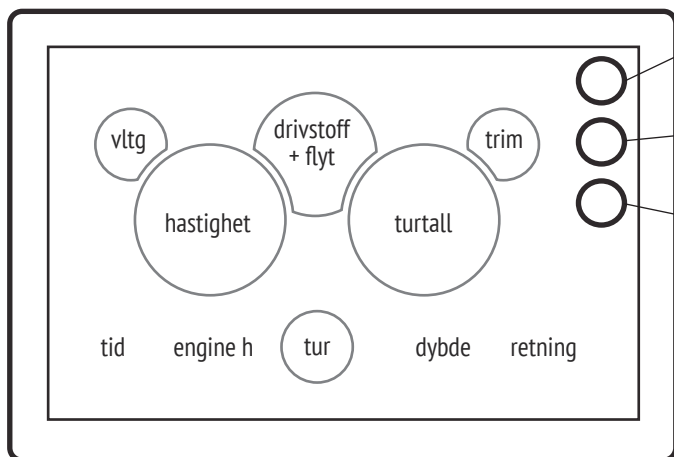 vltg
drivstoff
+ flyt
trim
hastighet
turtall
tid
engine h
tur
dybde
retning